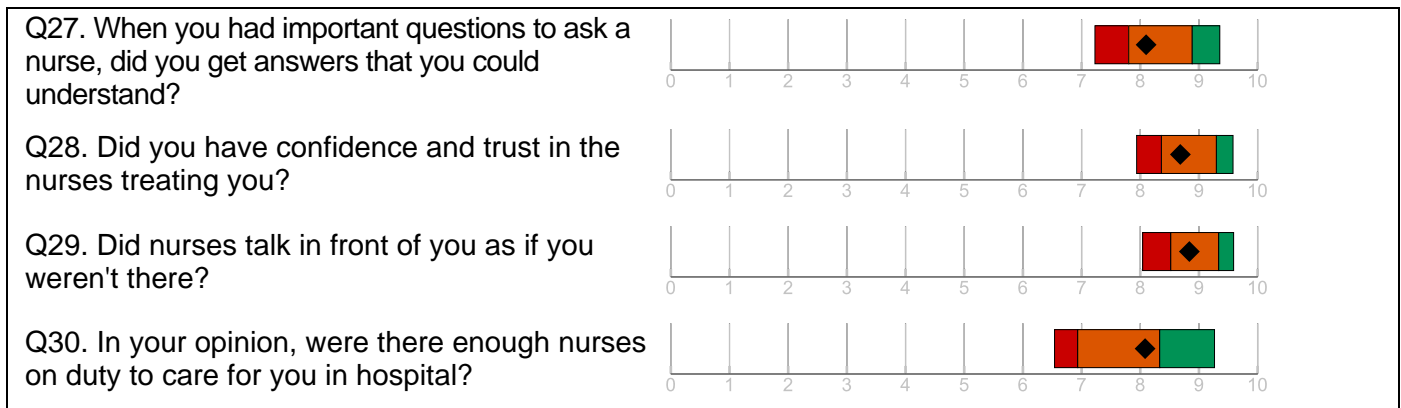 Q27. When you had important questions to ask a
nurse, did you get answers that you could
understand?
0 1 2 3 4 5 6 7 8 9 10
Q28. Did you have confidence and trust in the
nurses treating you?
0 1 2 3 4 5 6 7 8 9 10
Q29. Did nurses talk in front of you as if you
weren't there?
0 1 2 3 4 5 6 7 8 9 10
Q30. In your opinion, were there enough nurses
on duty to care for you in hospital?
0 1 2 3 4 5 6 7 8 9 10